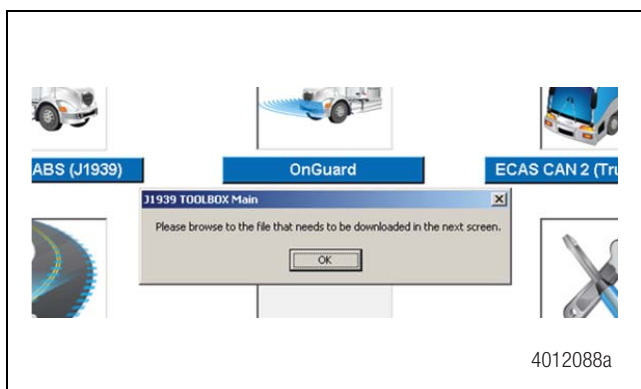 ABS (J1939)
OnGuard
ECAS CAN 2 (Tru
J1939 TOOLBOX Main
Please browse to the file that needs to be downloaded in the next screen.
OK
4012088a